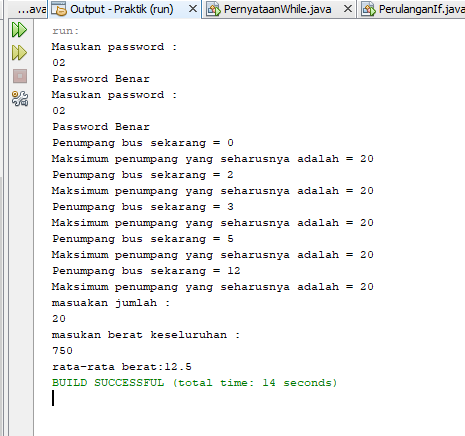 ...ava Output - Praktik (run) PernyataanWhile.java PerulanganIf.java
run:
Masukan password :
02
Password Benar
Masukan password :
02
Password Benar
Penumpang bus sekarang = 0
Maksimum penumpang yang seharusnya adalah = 20
Penumpang bus sekarang = 2
Maksimum penumpang yang seharusnya adalah = 20
Penumpang bus sekarang = 3
Maksimum penumpang yang seharusnya adalah = 20
Penumpang bus sekarang = 5
Maksimum penumpang yang seharusnya adalah = 20
Penumpang bus sekarang = 12
Maksimum penumpang yang seharusnya adalah = 20
masuakan jumlah :
20
masukan berat keseluruhan :
750
rata-rata berat:12.5
BUILD SUCCESSFUL (total time: 14 seconds)